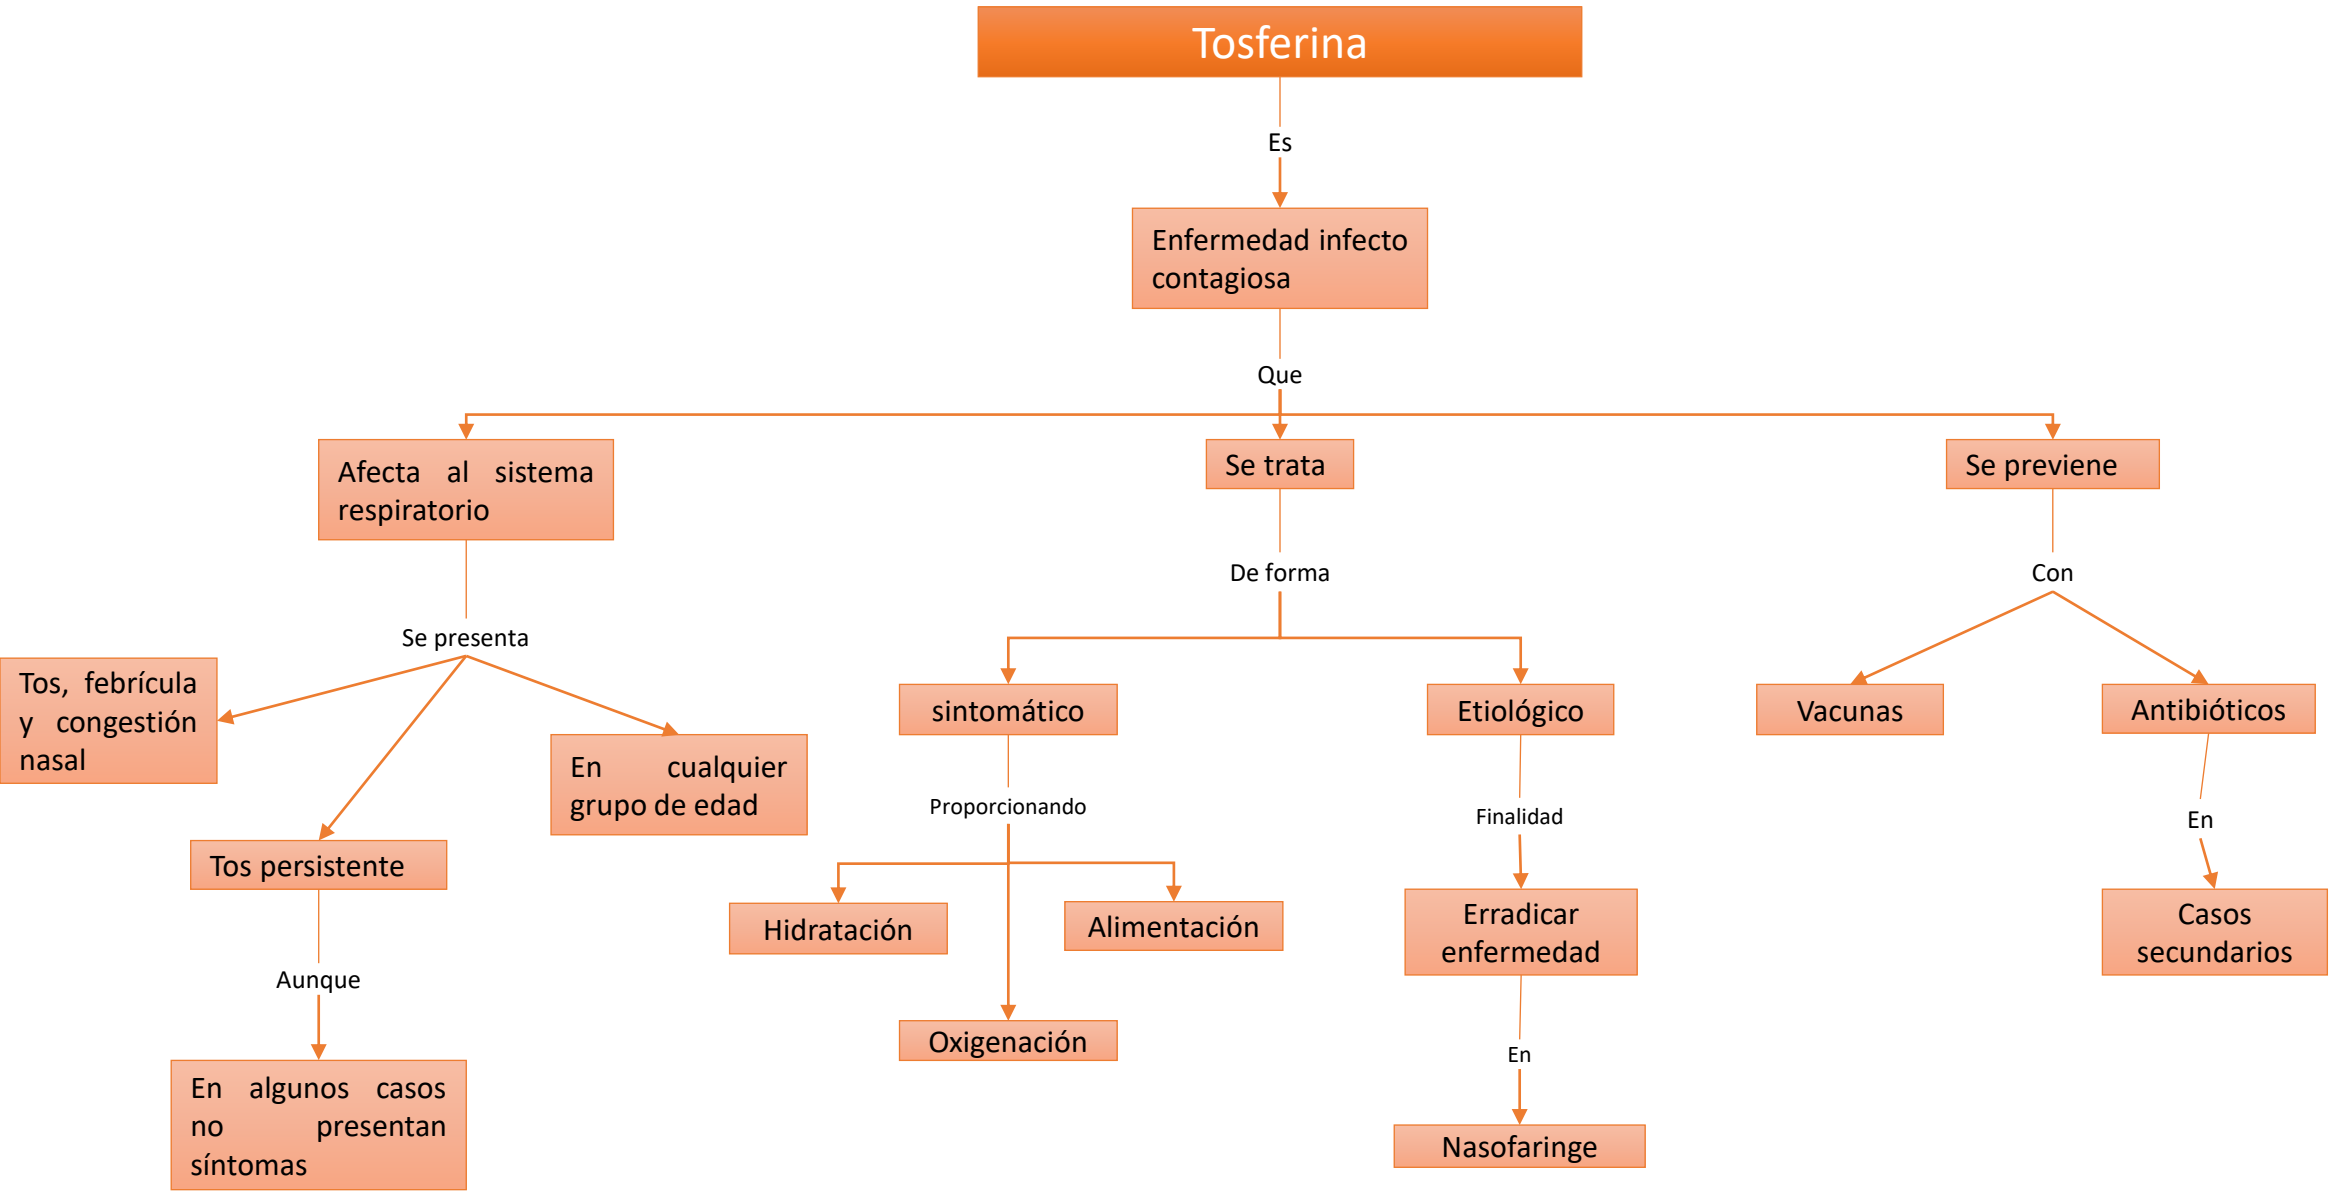 Tosferina
Es
Enfermedad infecto
contagiosa
Que
Afecta al sistema
respiratorio
Se trata
Se previene
De forma
Con
Se presenta
Tos, febrícula
y congestión
nasal
En cualquier
grupo de edad
Tos persistente
Aunque
En algunos casos
no presentan
síntomas
sintomático
Etiológico
Proporcionando
Finalidad
Hidratación
Alimentación
Oxigenación
Erradicar
enfermedad
En
Nasofaringe
Vacunas
Antibióticos
En
Casos
secundarios